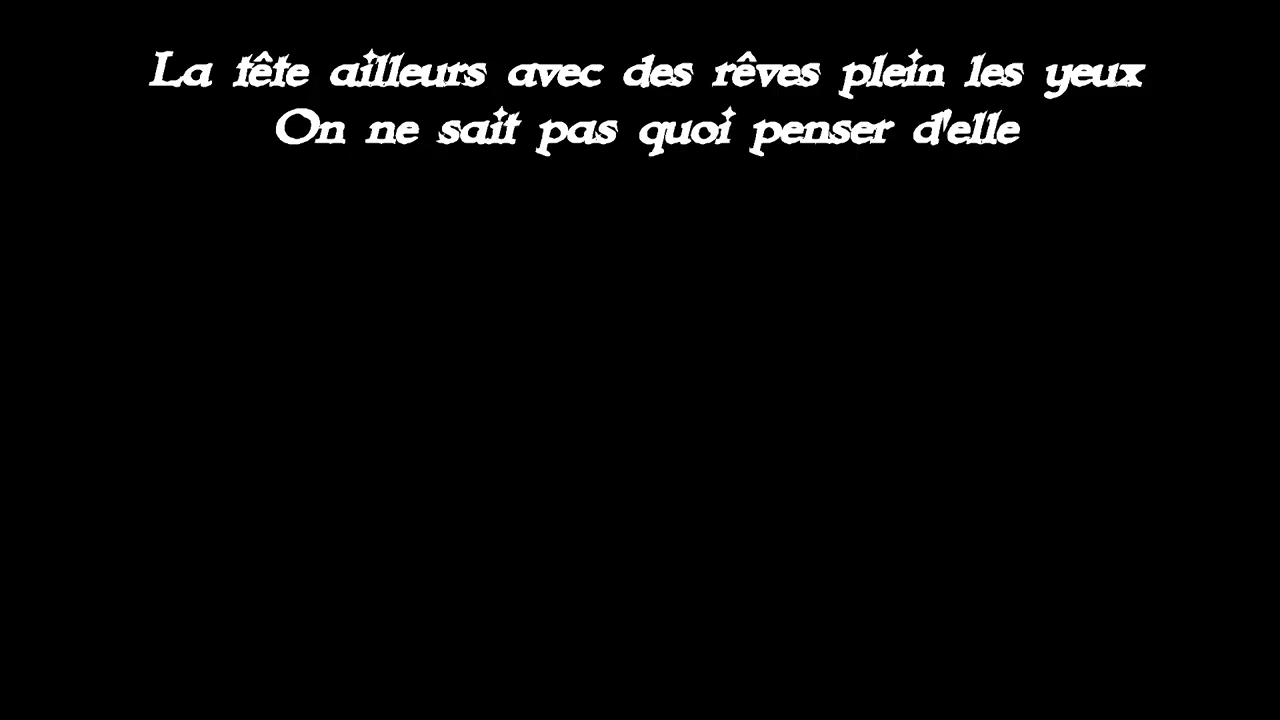 La tête ailleurs avec des rêves plein les yeux
On ne sait pas quoi penser d'elle